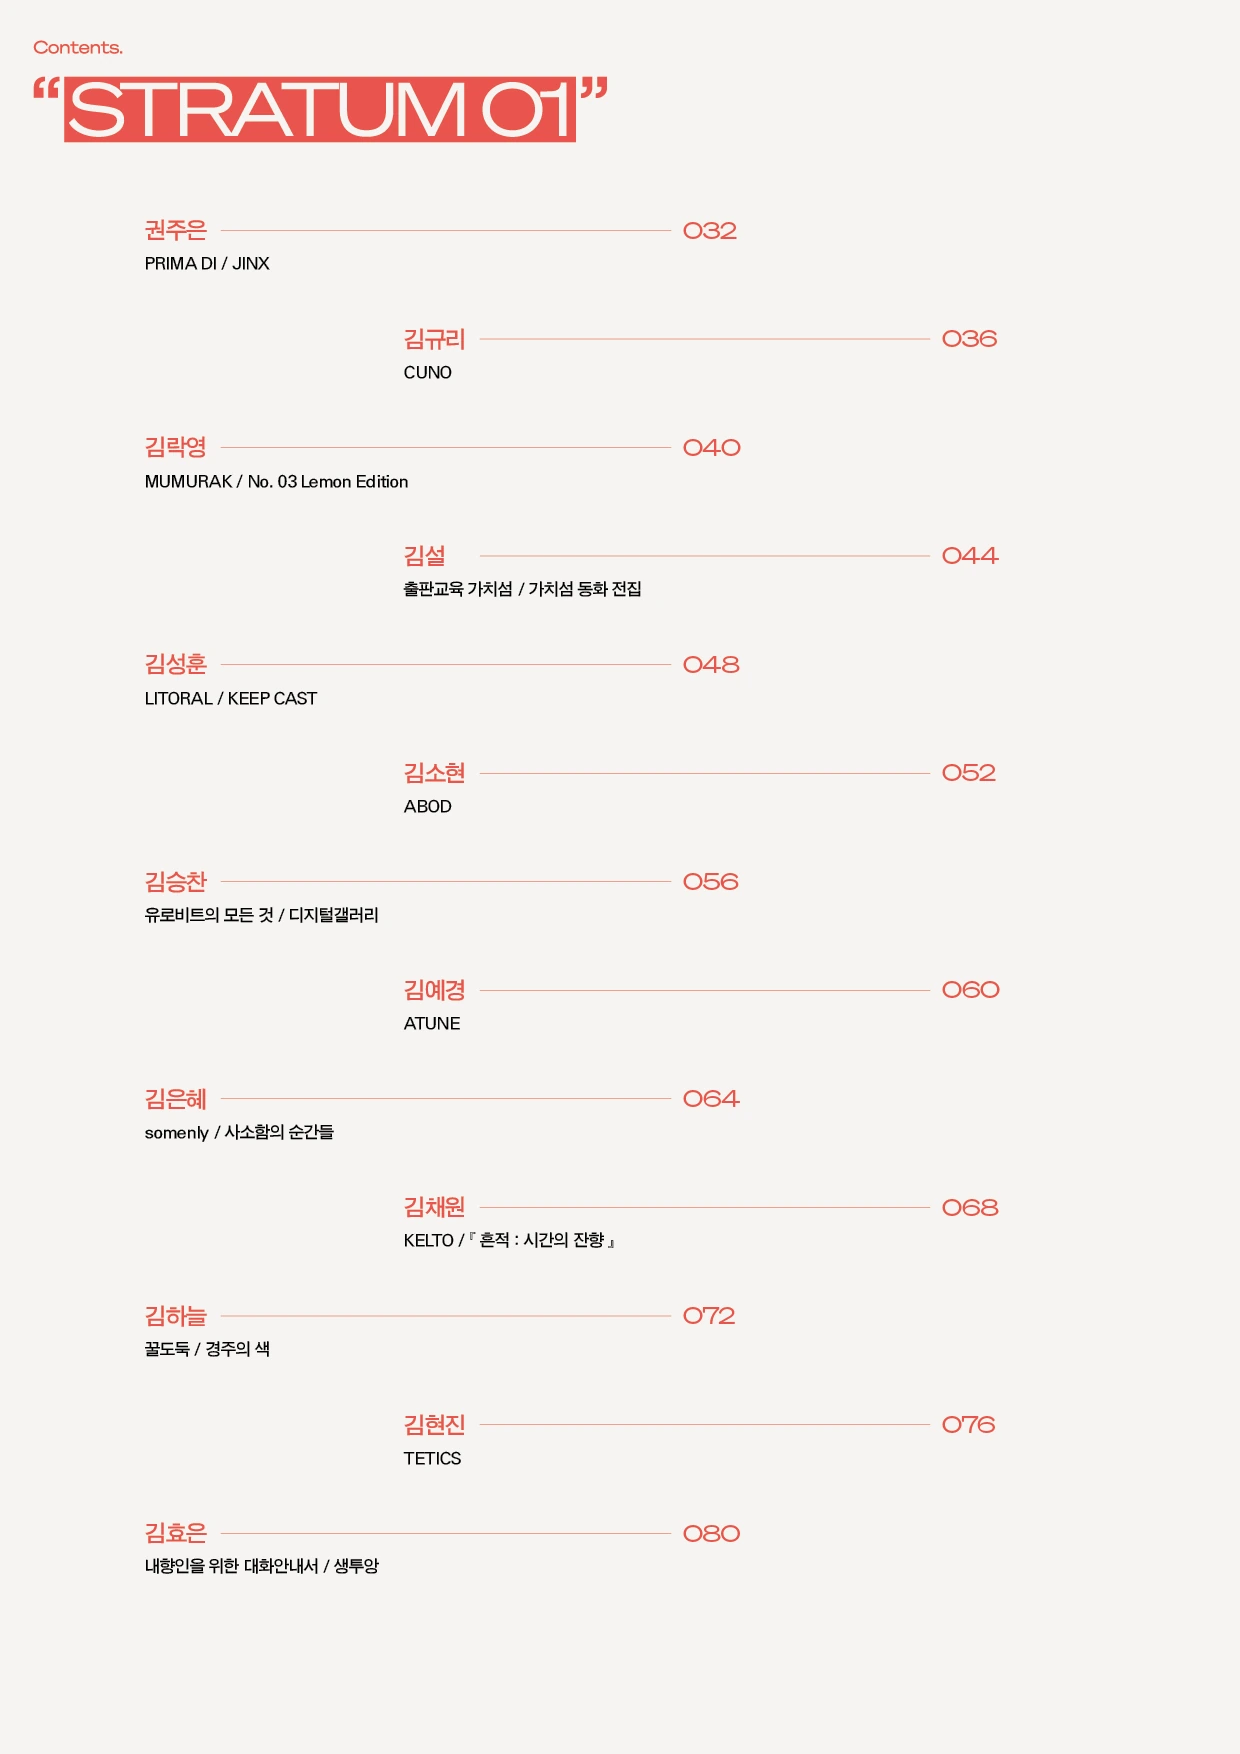 Contents.
“STRATUM 01”
권주은 032
PRIMA DI / JINX
김규리 036
CUNO
김락영 040
MUMURAK / No. 03 Lemon Edition
김설 044
출판교육 가치섬 / 가치섬 동화 전집
김성훈 048
LITORAL / KEEP CAST
김소현 052
ABOD
김승찬 056
유로비트의 모든 것 / 디지털갤러리
김예경 060
ATUNE
김은혜 064
somenly / 사소함의 순간들
김채원 068
KELTO /『 흔적 : 시간의 잔향 』
김하늘 072
꿀도둑 / 경주의 색
김현진 076
TETICS
김효은 080
내향인을 위한 대화안내서 / 생투앙